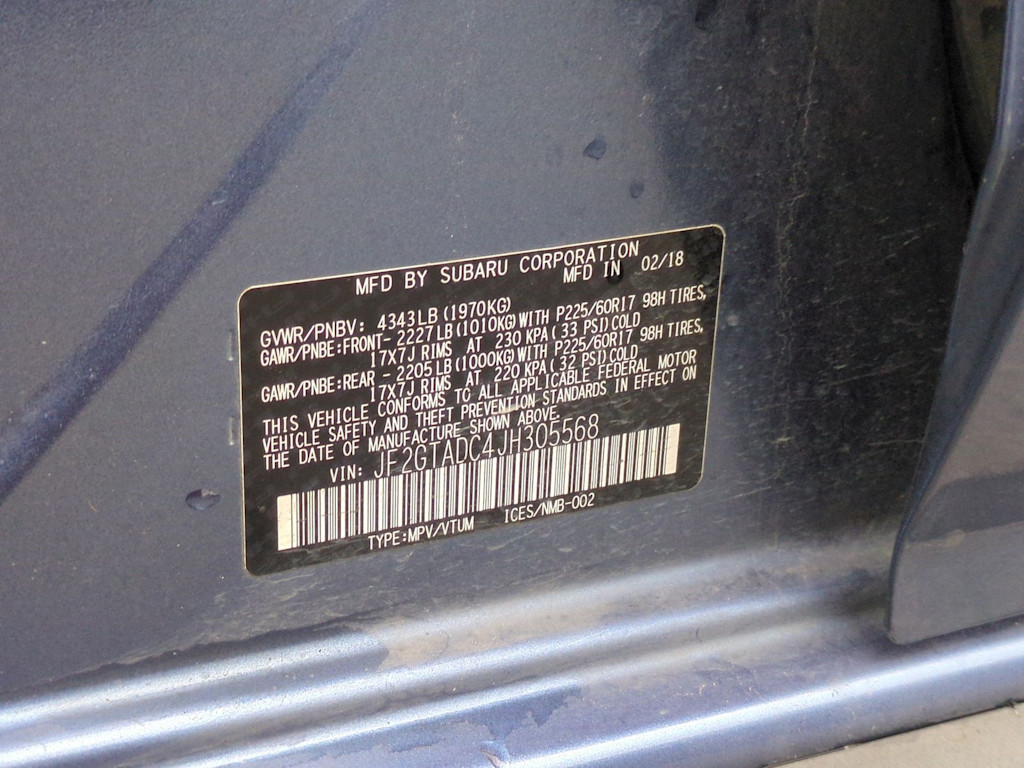 MFD BY SUBARU CORPORATION
MFD IN 02/18
GVWR/PNBV: 4343LB (1970KG)
GAWR/PNBE:FRONT- 2227LB(1010KG)WITH P225/60R17 98H TIRES,
17X7J RIMS AT 230 KPA( 33 PSI)COLD
GAWR/PNBE:REAR - 2205LB(1000KG)WITH P225/60R17 98H TIRES,
17X7J RIMS AT 220 KPA( 32 PSI)COLD
THIS VEHICLE CONFORMS TO ALL APPLICABLE FEDERAL MOTOR
VEHICLE SAFETY AND THEFT PREVENTION STANDARDS IN EFFECT ON
THE DATE OF MANUFACTURE SHOWN ABOVE.
VIN: JF2GTADC4JH305568
TYPE:MPV/VTUM ICES/NMB-002